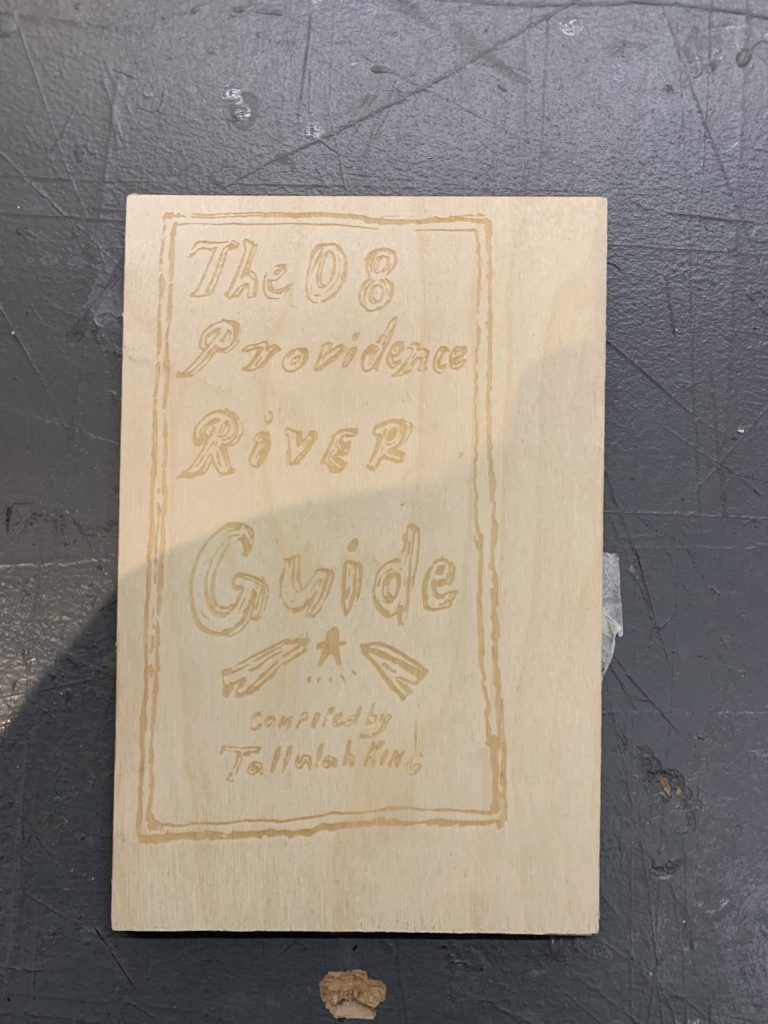 The 08
Providence
RiVER
Guide
compiled by
Tallulah King